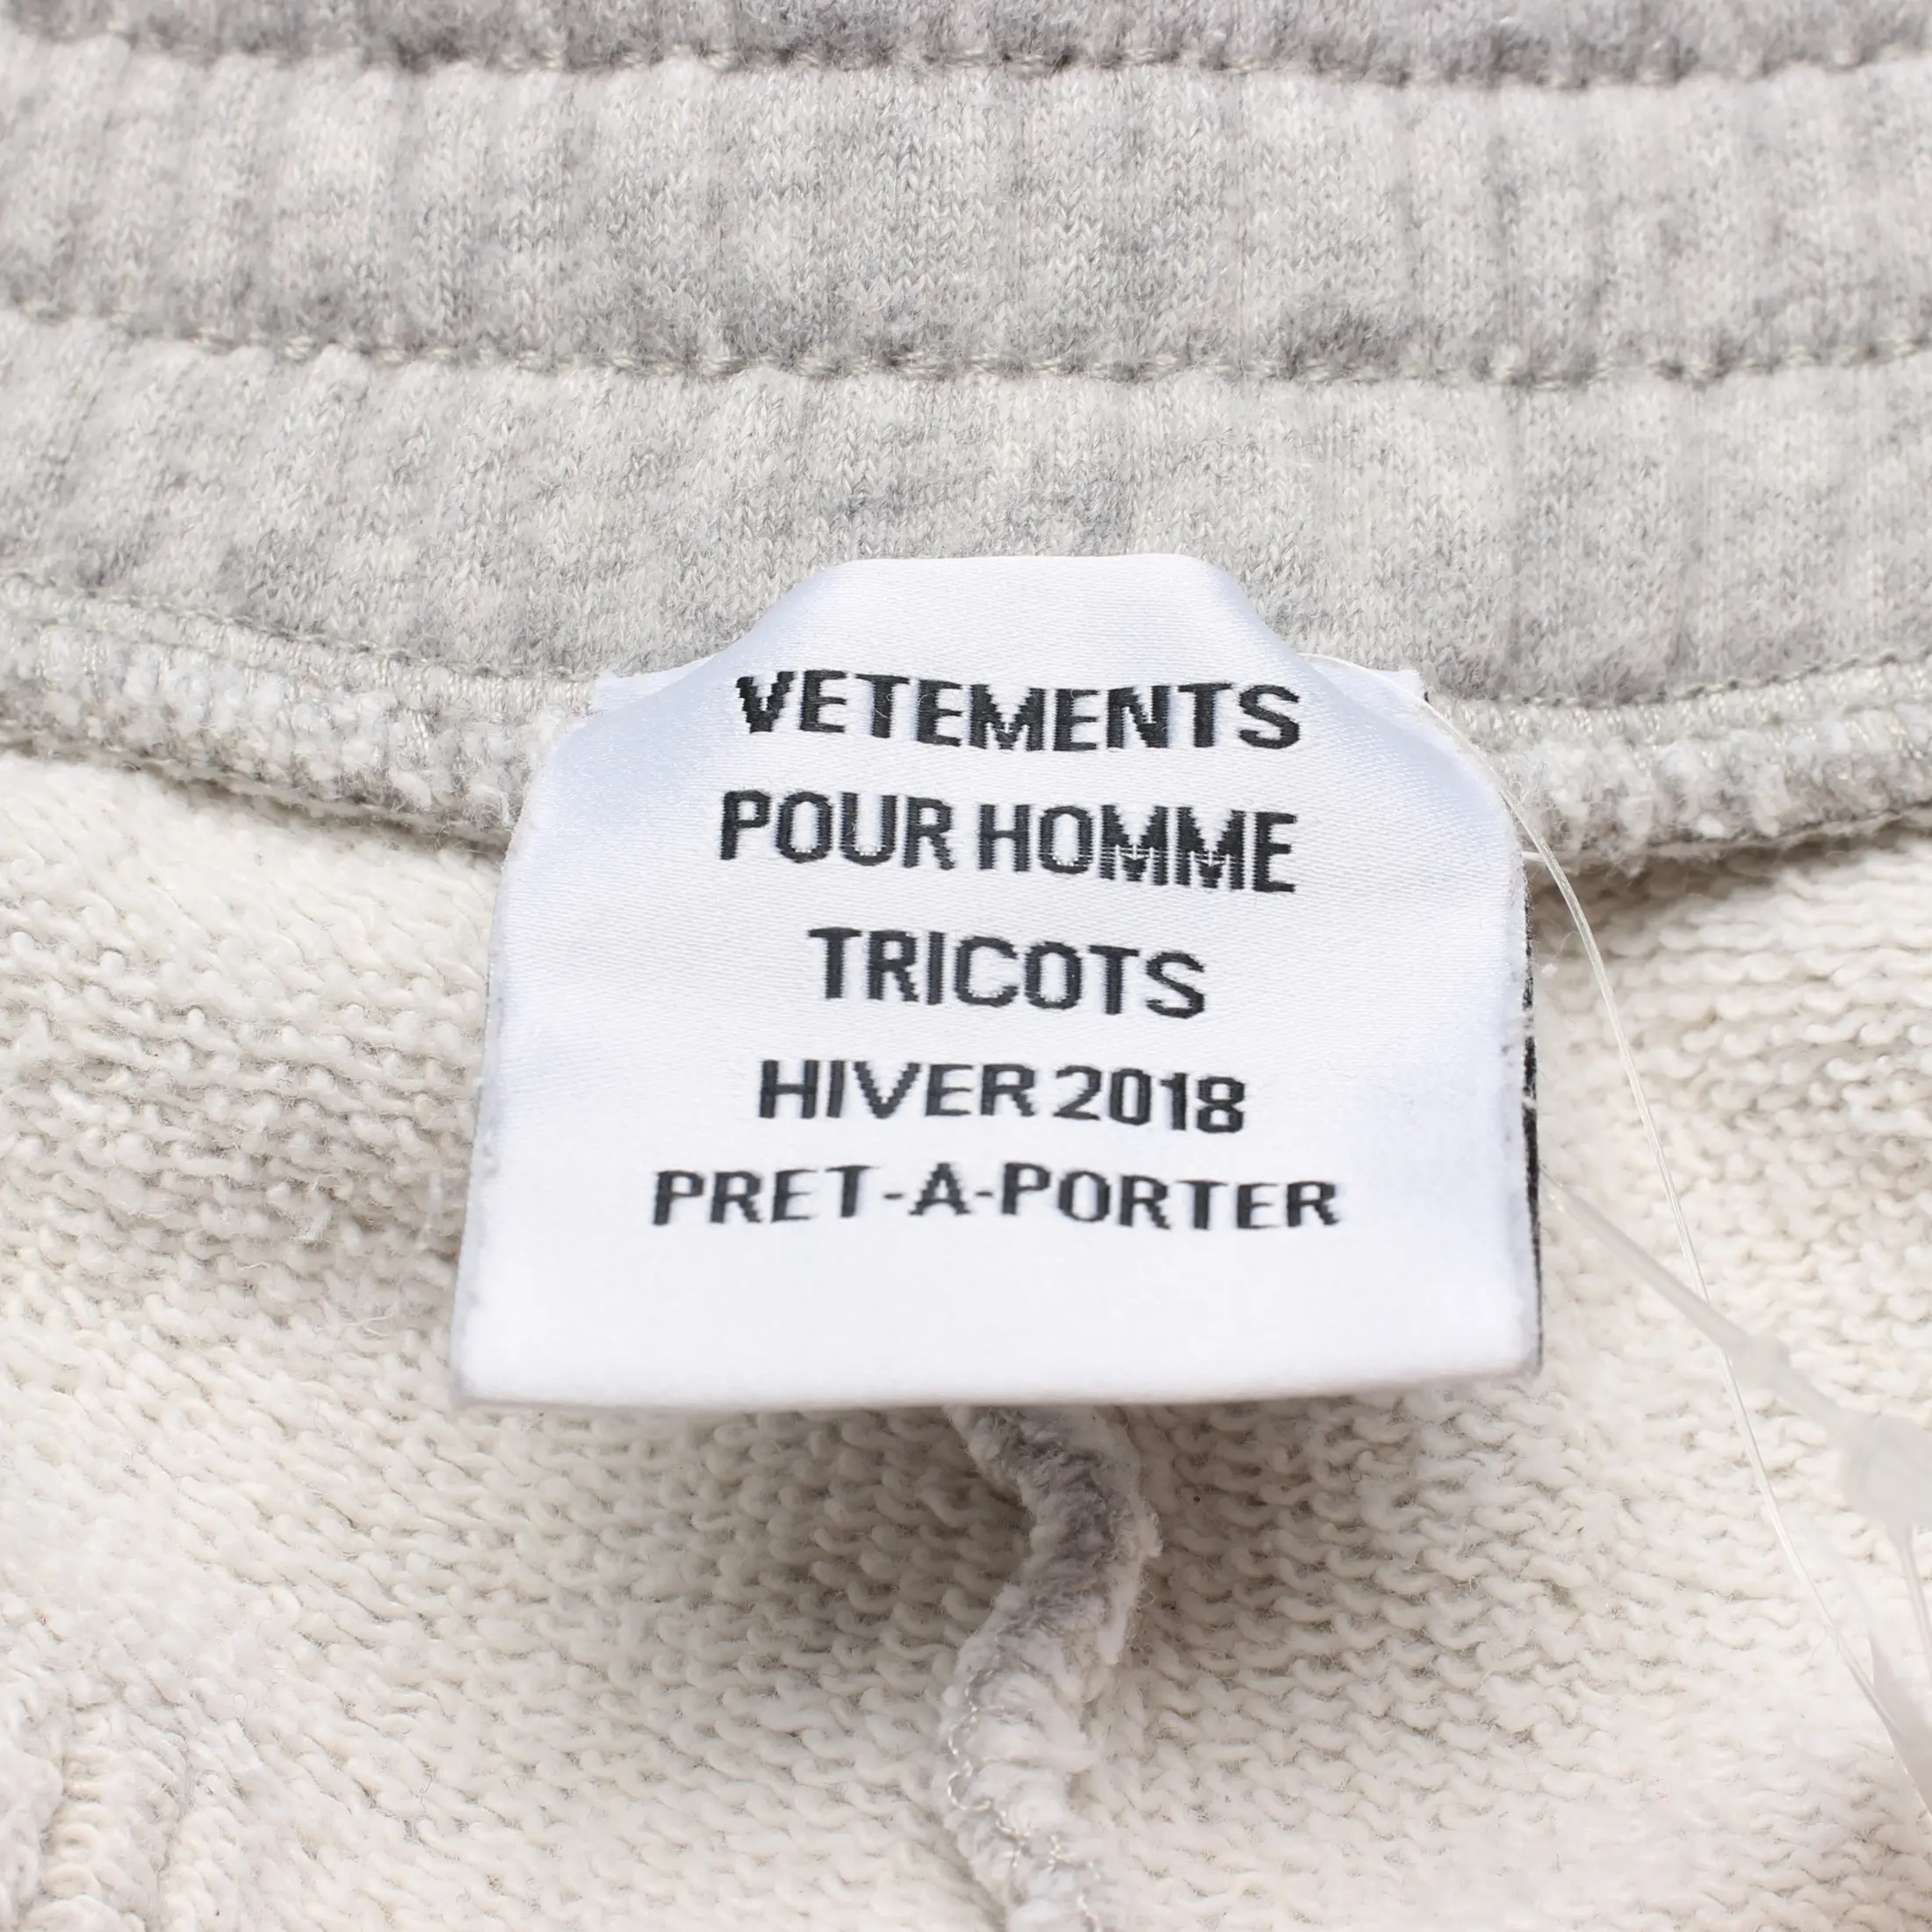 VETEMENTS
POUR HOMME
TRICOTS
HIVER 2018
PRET-A-PORTER